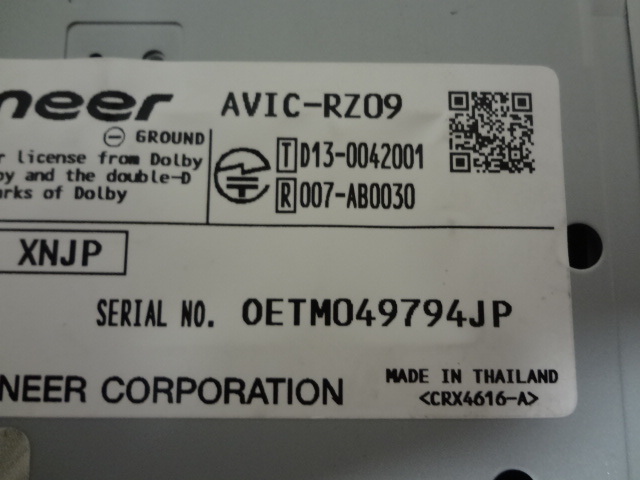 neer AVIC-RZ09
GROUND
r license from Dolby
by and the double-D
arks of Dolby
T D13-0042001
R 007-AB0030
XNJP
SERIAL NO. OETM049794JP
NEER CORPORATION
MADE IN THAILAND
<CRX4616-A>